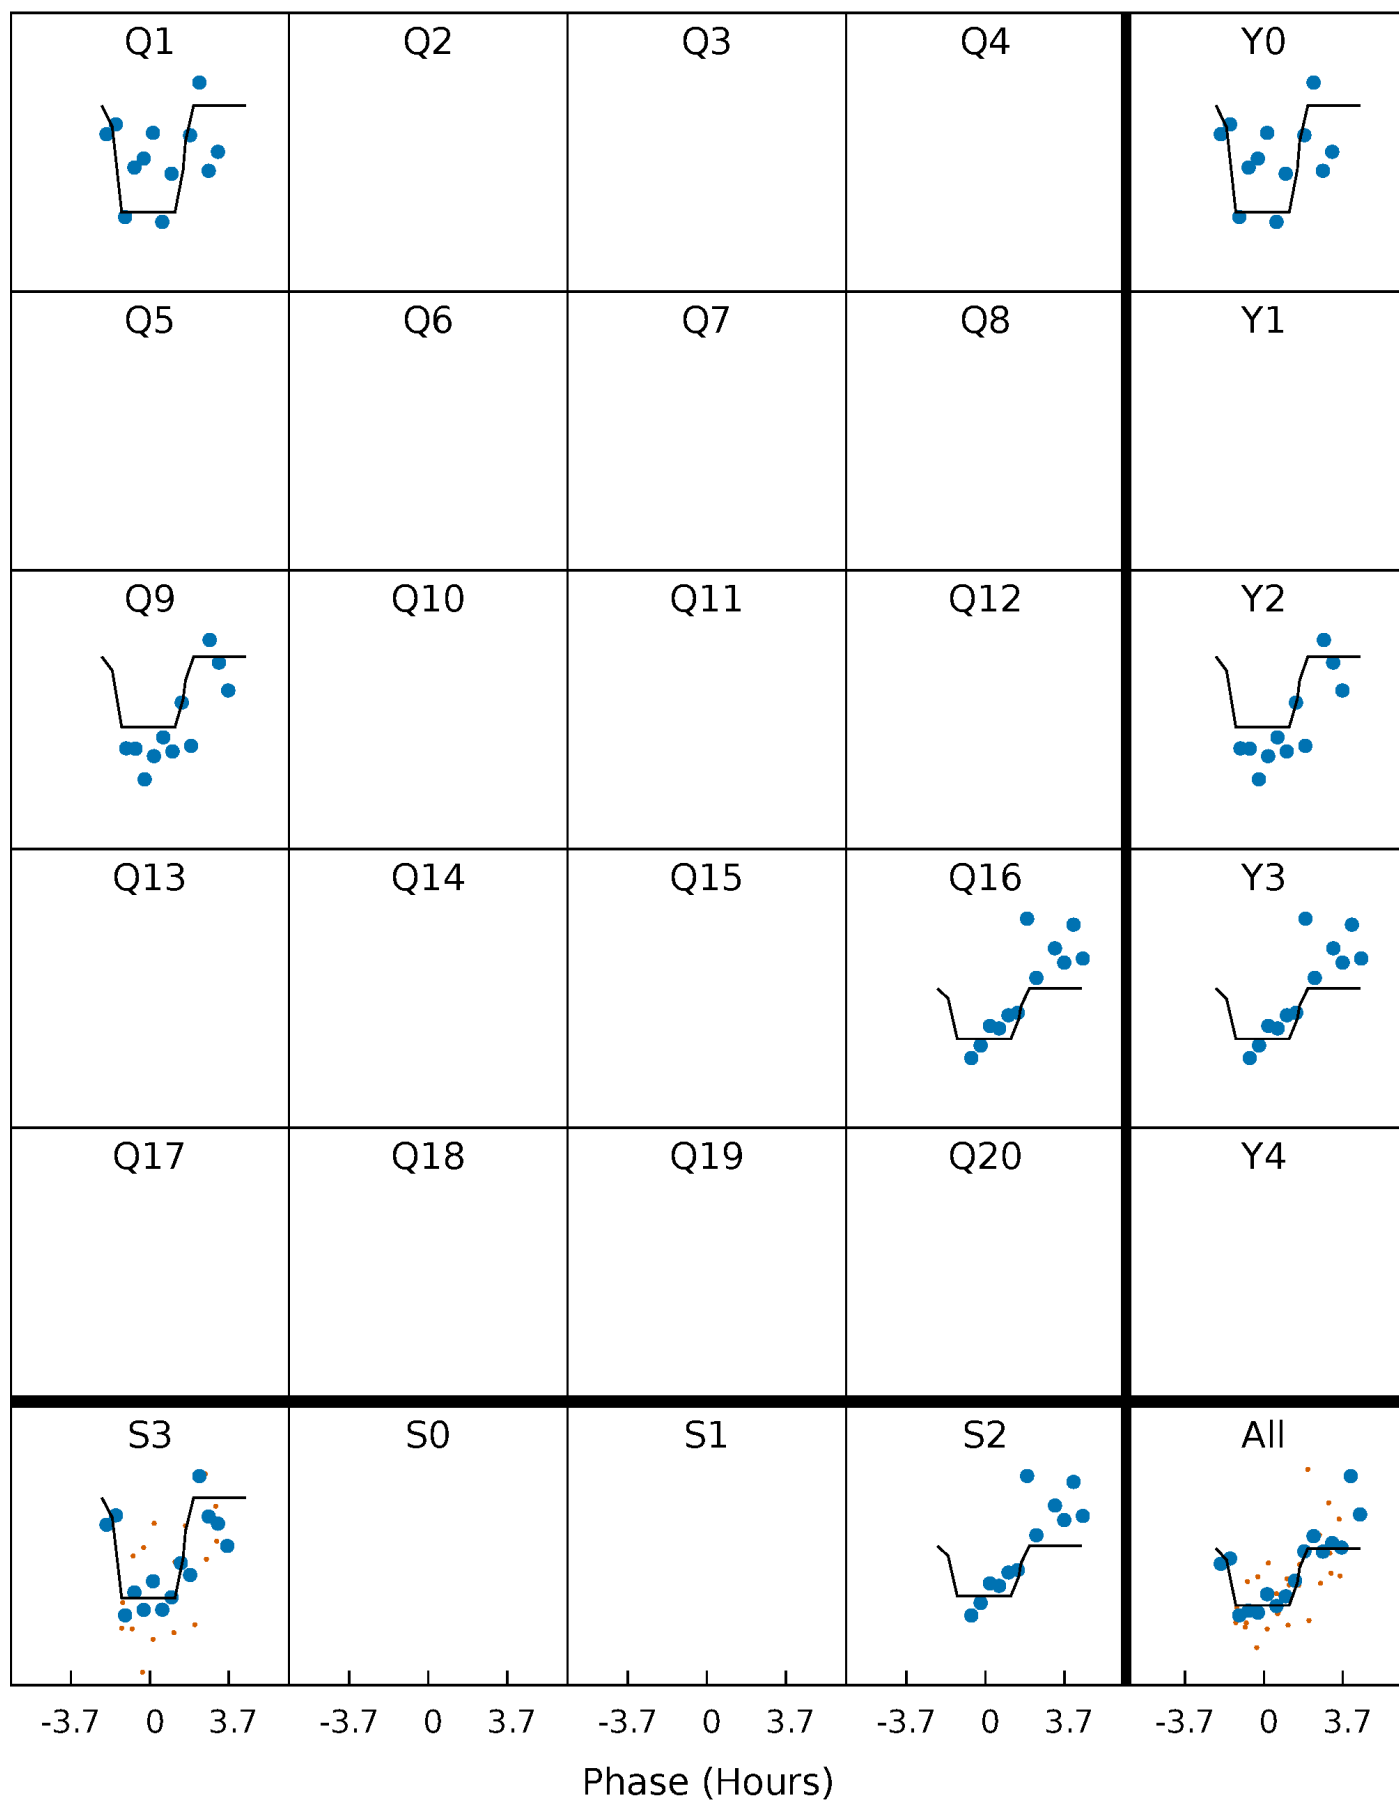 Q1 Q2 Q3 Q4 Y0
Q5 Q6 Q7 Q8 Y1
Q9 Q10 Q11 Q12 Y2
Q13 Q14 Q15 Q16 Y3
Q17 Q18 Q19 Q20 Y4
S3 S0 S1 S2 All
-3.7 0 3.7 -3.7 0 3.7 -3.7 0 3.7 -3.7 0 3.7 -3.7 0 3.7
Phase (Hours)